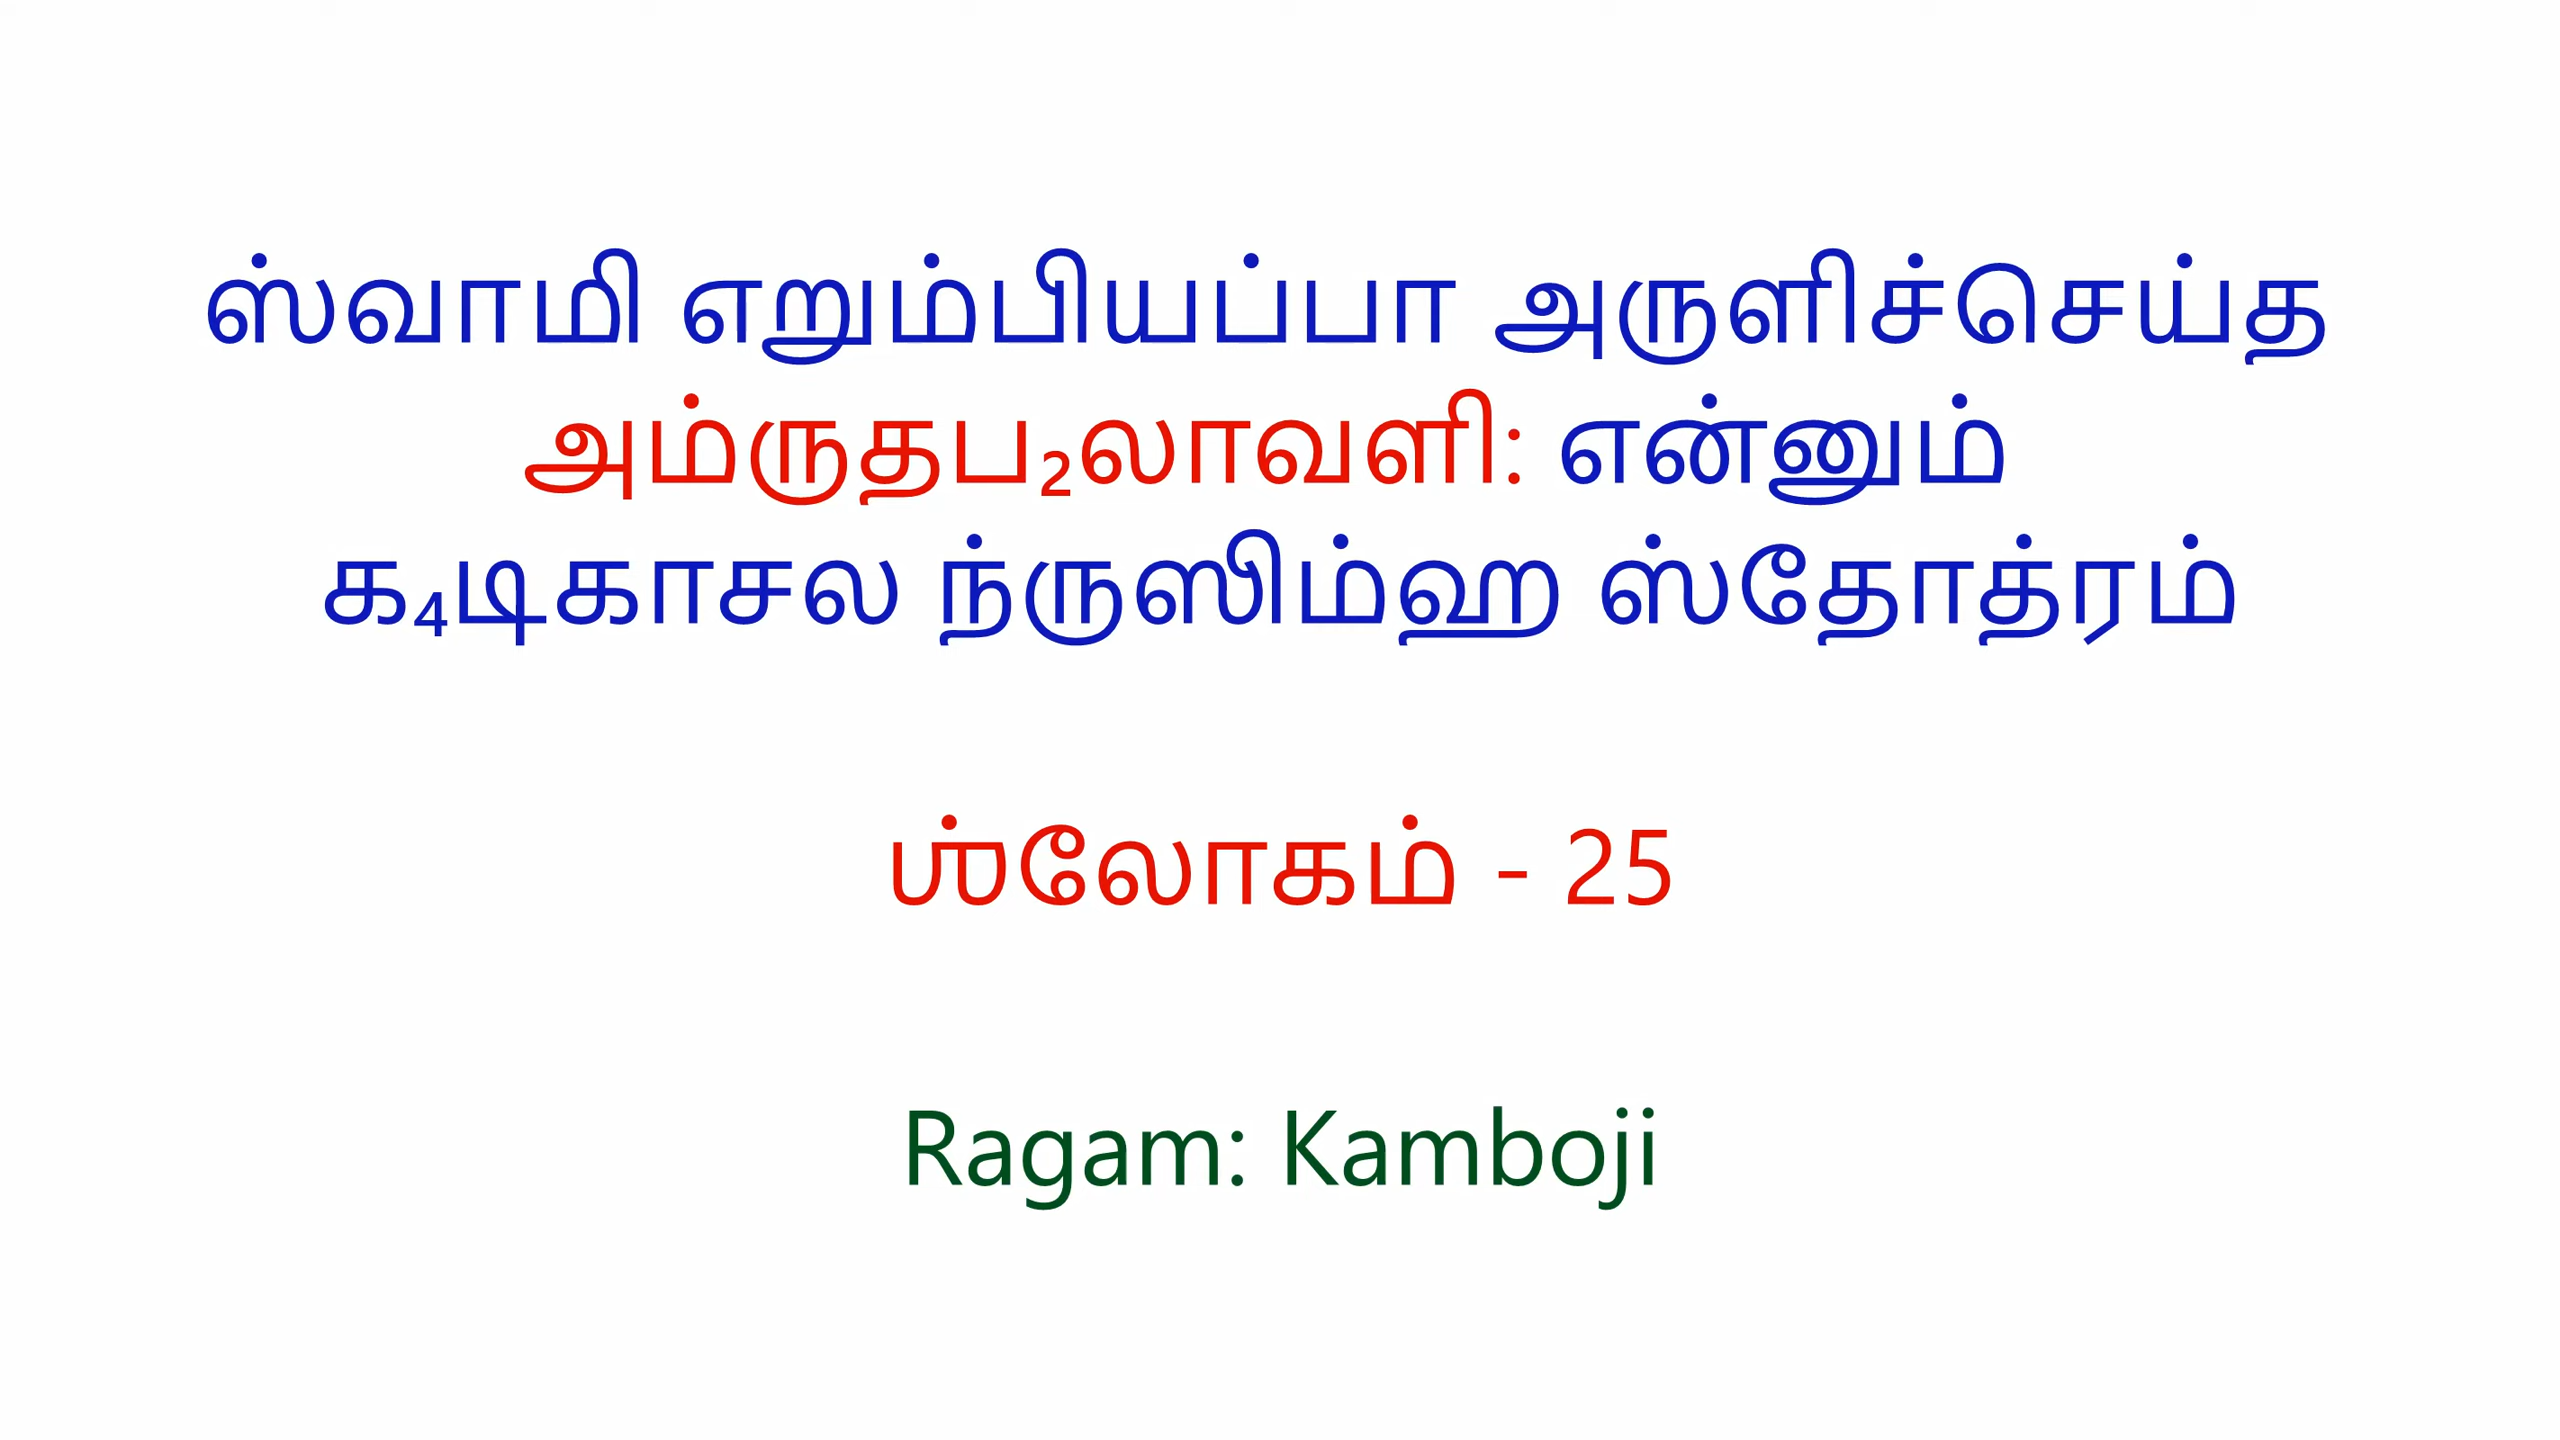 ஸ்வாமி எறும்பியப்பா அருளிச்செய்த
அம்ருதப₂லாவளி: என்னும்
க₄டிகாசல ந்ருஸிம்ஹ ஸ்தோத்ரம்
ஶ்லோகம் - 25
Ragam: Kamboji